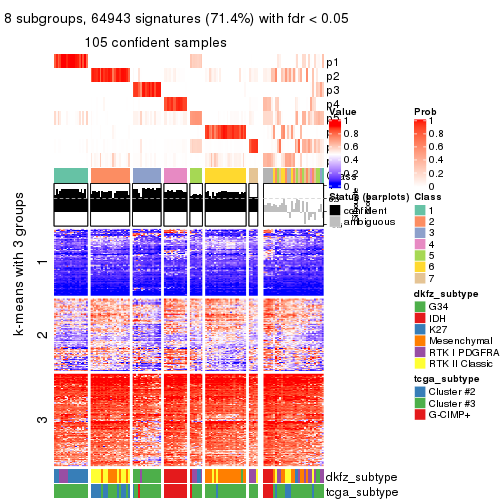 8 subgroups, 64943 signatures (71.4%) with fdr < 0.05
105 confident samples
p1
p2
p3
p4
Value
1
0.8
0.6
0.4
0.2
0
Prob
1
0.8
0.6
0.4
0.2
0
Status (barplots)
confident
ambiguous
Class
1
2
3
4
5
6
7
dkfz_subtype
G34
IDH
K27
Mesenchymal
RTK I PDGFRA
RTK II Classic
tcga_subtype
Cluster #2
Cluster #3
G-CIMP+
k-means with 3 groups
1
2
3
dkfz_subtype
tcga_subtype